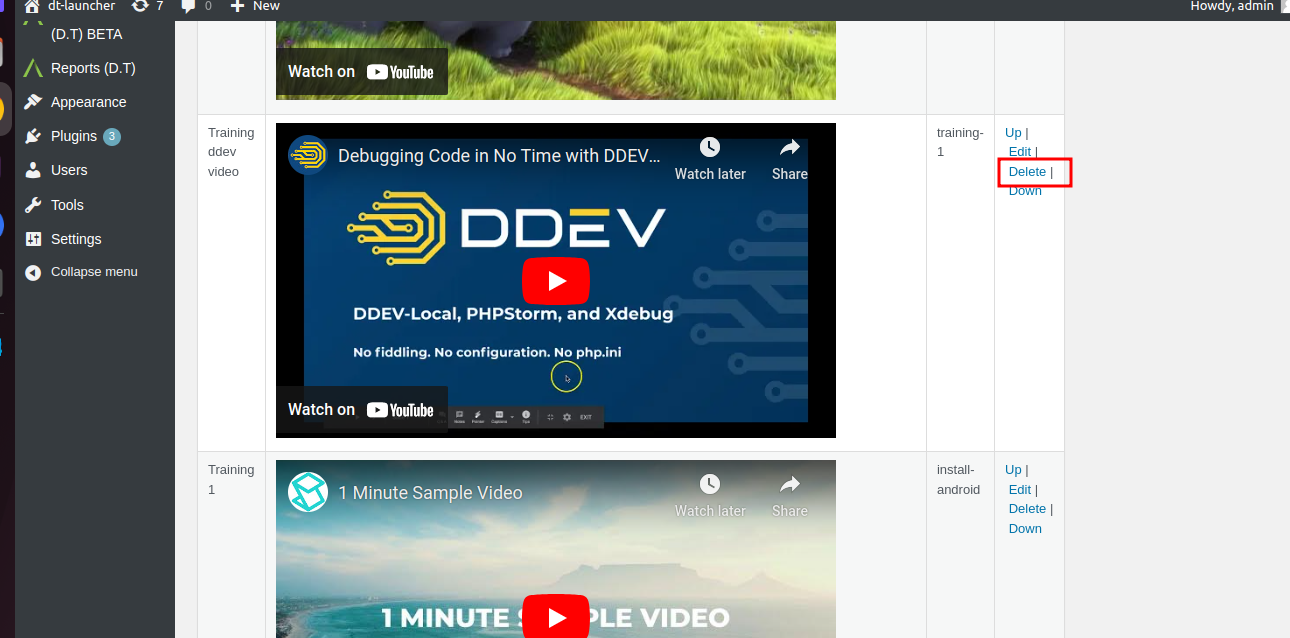 dt-launcher 7 0 New Howdy, admin
(D.T) BETA
Reports (D.T)
Appearance
Plugins 3
Users
Tools
Settings
Collapse menu
Watch on YouTube
Training
ddev
video
Debugging Code in No Time with DDEV...
Watch later
Share
DDEV
DDEV-Local, PHPStorm, and Xdebug
No fiddling. No configuration. No php.ini
Watch on YouTube
EXIT
training-
1
Up |
Edit |
Delete |
Down
Training
1
1 Minute Sample Video
Watch later
Share
1 MINUTE S PLE VIDEO
install-
android
Up |
Edit |
Delete |
Down